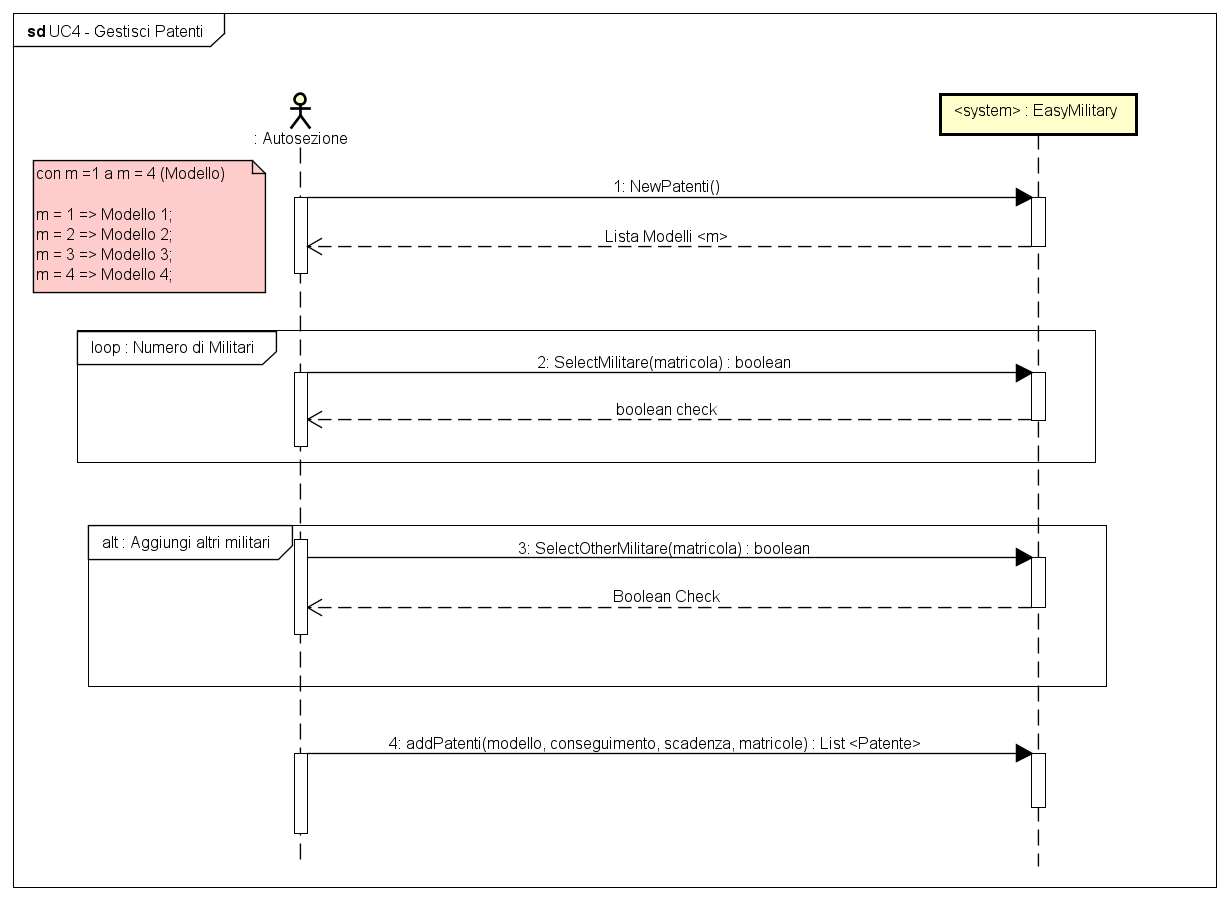 sd UC4 - Gestisci Patenti
<system> : EasyMilitary
: Autosezione
con m =1 a m = 4 (Modello)
m = 1 => Modello 1;
m = 2 => Modello 2;
m = 3 => Modello 3;
m = 4 => Modello 4;
1: NewPatenti()
Lista Modelli <m>
loop : Numero di Militari
2: SelectMilitare(matricola) : boolean
boolean check
alt : Aggiungi altri militari
3: SelectOtherMilitare(matricola) : boolean
Boolean Check
4: addPatenti(modello, conseguimento, scadenza, matricole) : List <Patente>